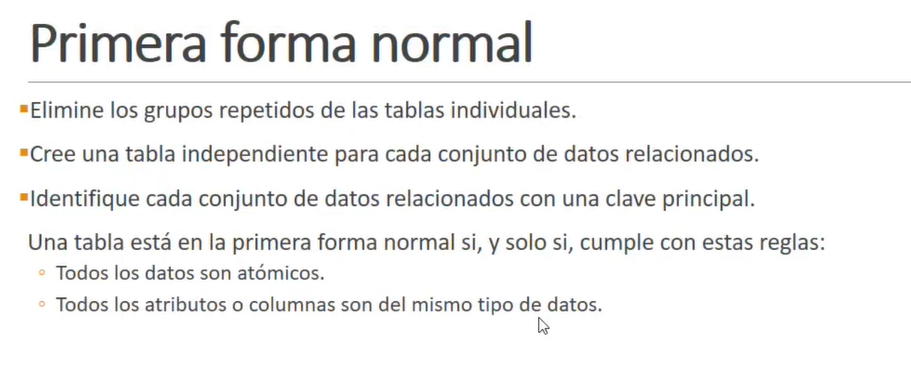 Primera forma normal
▪Elimine los grupos repetidos de las tablas individuales.
▪Cree una tabla independiente para cada conjunto de datos relacionados.
▪Identifique cada conjunto de datos relacionados con una clave principal.
Una tabla está en la primera forma normal si, y solo si, cumple con estas reglas:
◦ Todos los datos son atómicos.
◦ Todos los atributos o columnas son del mismo tipo de datos.